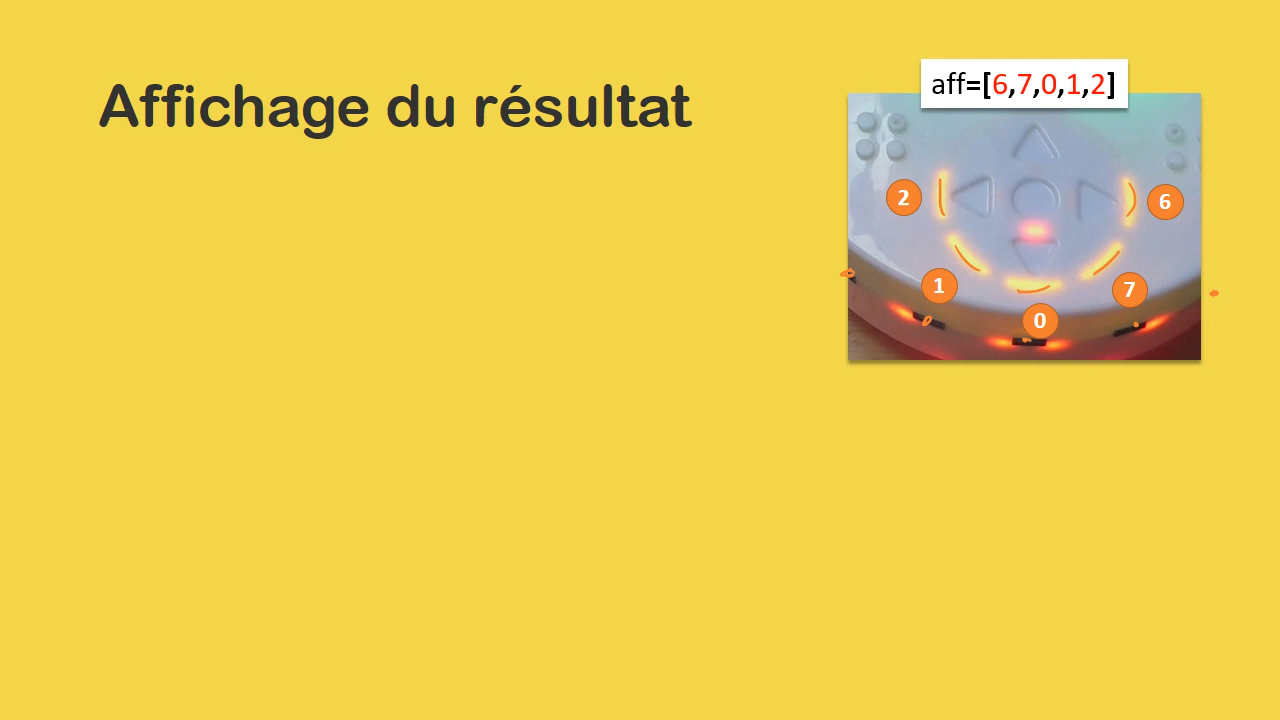 Affichage du résultat
aff=[6,7,0,1,2]
2
6
1
7
0